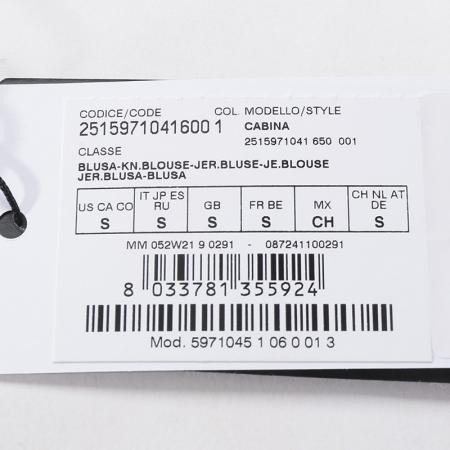 CODICE/CODE COL. MODELLO/STYLE
2515971041600 1 CABINA
2515971041 650 001
CLASSE
BLUSA-KN.BLOUSE-JER.BLUSE-JE.BLOUSE
JER.BLUSA-BLUSA
US CA CO IT JP ES RU GB FR BE MX CH NL AT DE
S S S S CH S
MM 052W21 9 0291 - 087241100291
8 033781 355924
Mod. 5971045 1 06 0 01 3